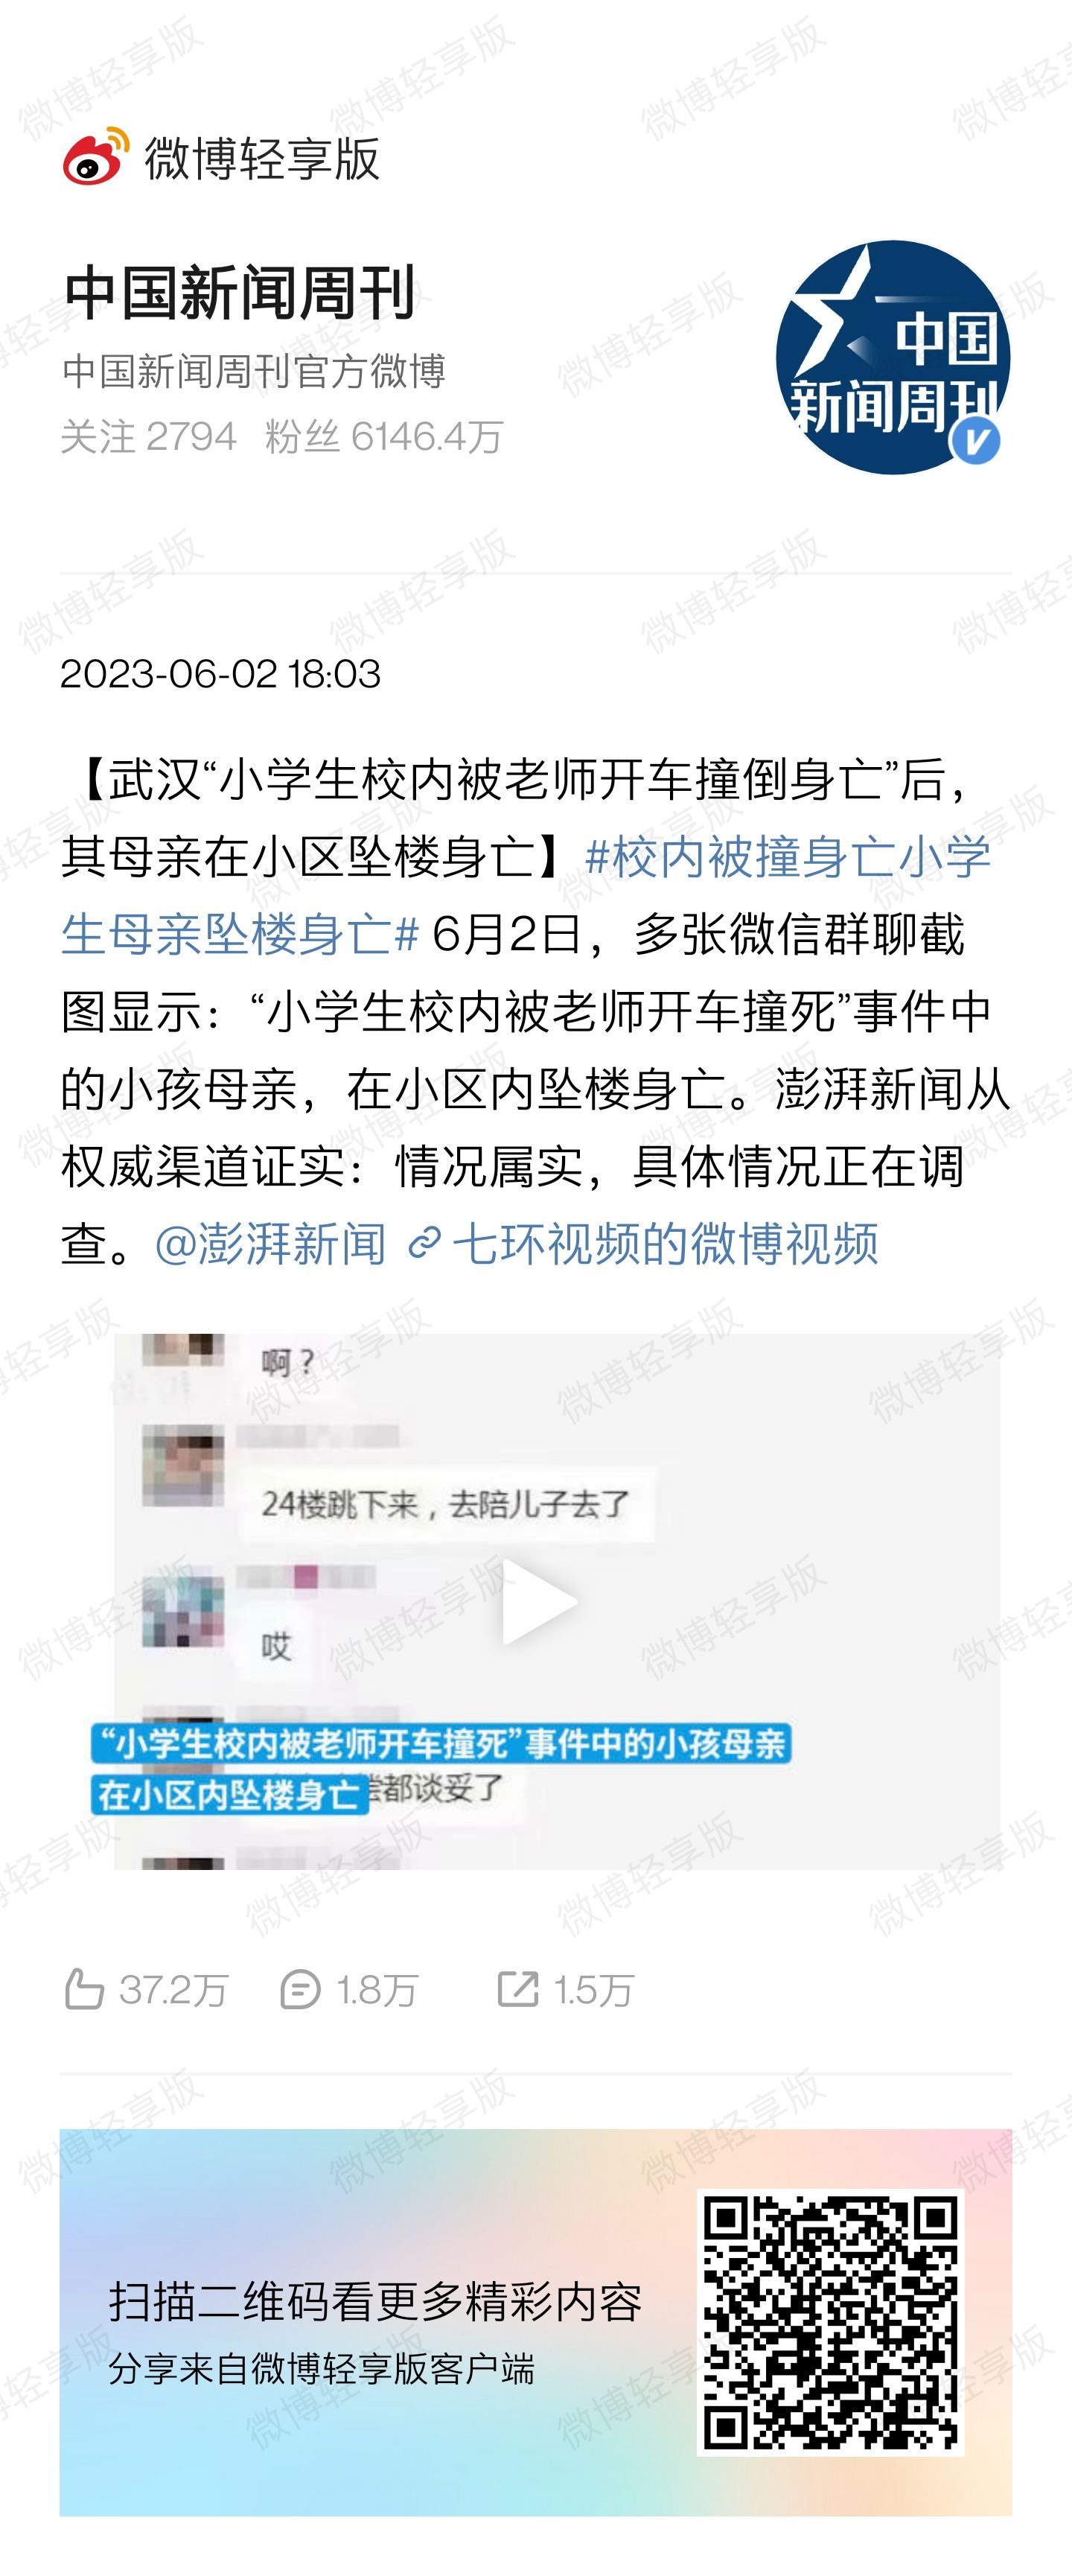 微博轻享版
中国新闻周刊
中国新闻周刊官方微博
关注 2794 粉丝 6146.4万
中国
新闻周刊
2023-06-02 18:03
【武汉“小学生校内被老师开车撞倒身亡”后，
其母亲在小区坠楼身亡】#校内被撞身亡小学
生母亲坠楼身亡# 6月2日，多张微信群聊截
图显示：“小学生校内被老师开车撞死”事件中
的小孩母亲，在小区内坠楼身亡。澎湃新闻从
权威渠道证实：情况属实，具体情况正在调
查。@澎湃新闻 七环视频的微博视频
啊？
24楼跳下来，去陪儿子去了
哎
“小学生校内被老师开车撞死”事件中的小孩母亲
在小区内坠楼身亡
都谈妥了
37.2万 1.8万 1.5万
扫描二维码看更多精彩内容
分享来自微博轻享版客户端